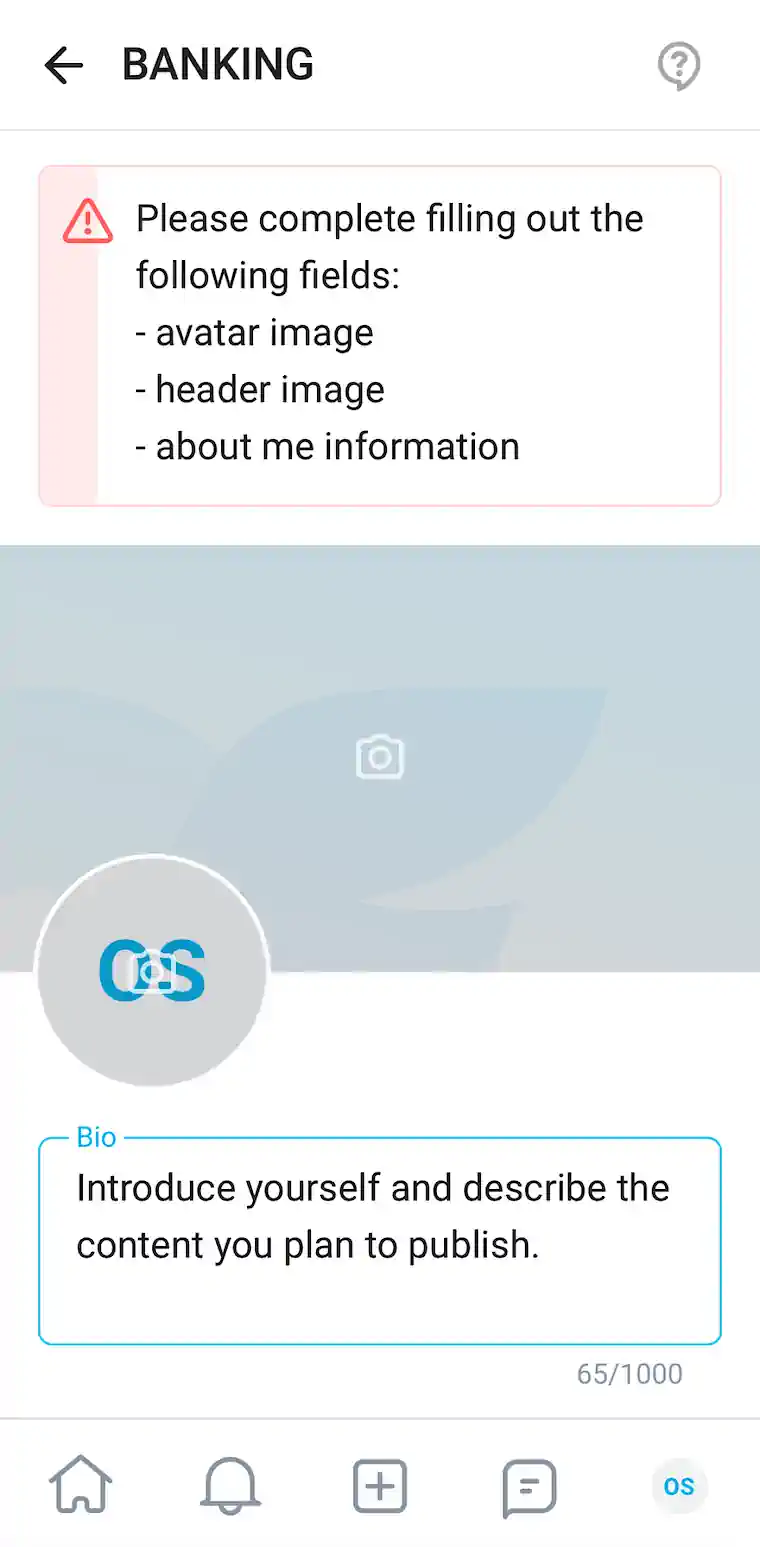 BANKING
Please complete filling out the
following fields:
- avatar image
- header image
- about me information
OS
Bio
Introduce yourself and describe the
content you plan to publish.
65/1000
OS